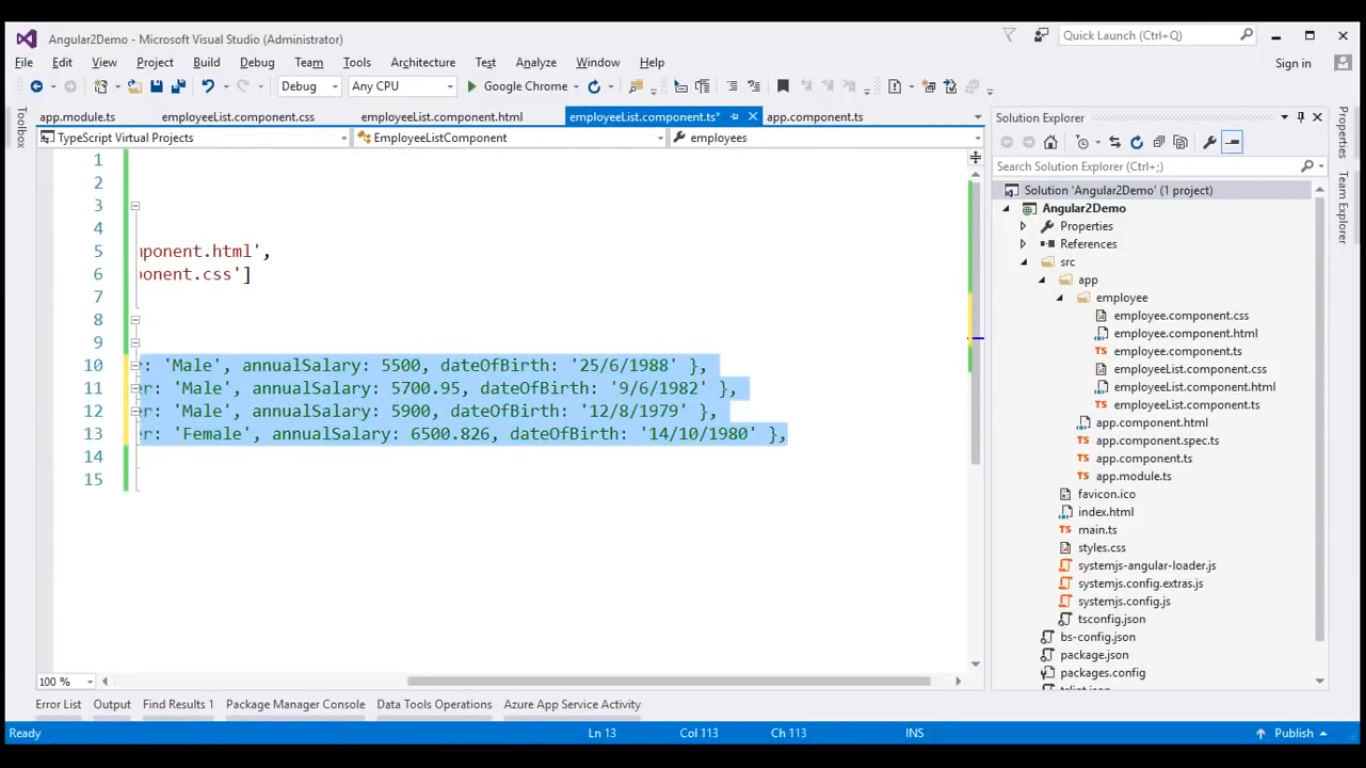 Angular2Demo - Microsoft Visual Studio (Administrator)
Quick Launch (Ctrl+Q)
File Edit View Project Build Debug Team Tools Architecture Test Analyze Window Help
Sign in
Debug Any CPU Google Chrome
Toolbox
app.module.ts employeeList.component.css employeeList.component.html employeeList.component.ts* app.component.ts
TypeScript Virtual Projects EmployeeListComponent employees
1
2
3
4
5 ponent.html',
6 ponent.css']
7
8
9
10 : 'Male', annualSalary: 5500, dateOfBirth: '25/6/1988' },
11 er: 'Male', annualSalary: 5700.95, dateOfBirth: '9/6/1982' },
12 er: 'Male', annualSalary: 5900, dateOfBirth: '12/8/1979' },
13 er: 'Female', annualSalary: 6500.826, dateOfBirth: '14/10/1980' },
14
15
100 %
Error List Output Find Results 1 Package Manager Console Data Tools Operations Azure App Service Activity
Solution Explorer
Search Solution Explorer (Ctrl+;)
Solution 'Angular2Demo' (1 project)
Angular2Demo
Properties
References
src
app
employee
employee.component.css
employee.component.html
TS employee.component.ts
employeeList.component.css
employeeList.component.html
TS employeeList.component.ts
app.component.html
TS app.component.spec.ts
TS app.component.ts
TS app.module.ts
favicon.ico
index.html
TS main.ts
styles.css
systemjs-angular-loader.js
systemjs.config.extras.js
systemjs.config.js
tsconfig.json
bs-config.json
package.json
packages.config
Properties
Team Explorer
Ready Ln 13 Col 113 Ch 113 INS Publish